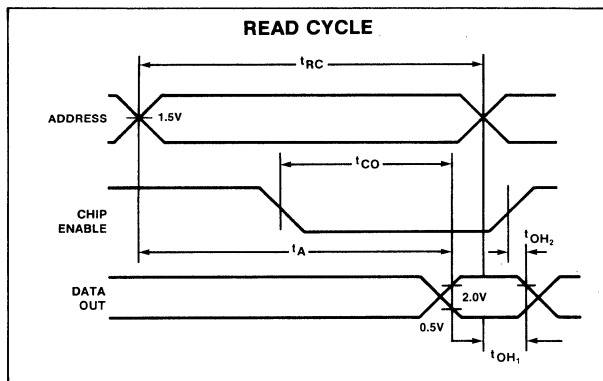 READ CYCLE
tRC
ADDRESS
1.5V
tCO
CHIP
ENABLE
tOH2
tA
DATA
OUT
2.0V
0.5V
tOH1